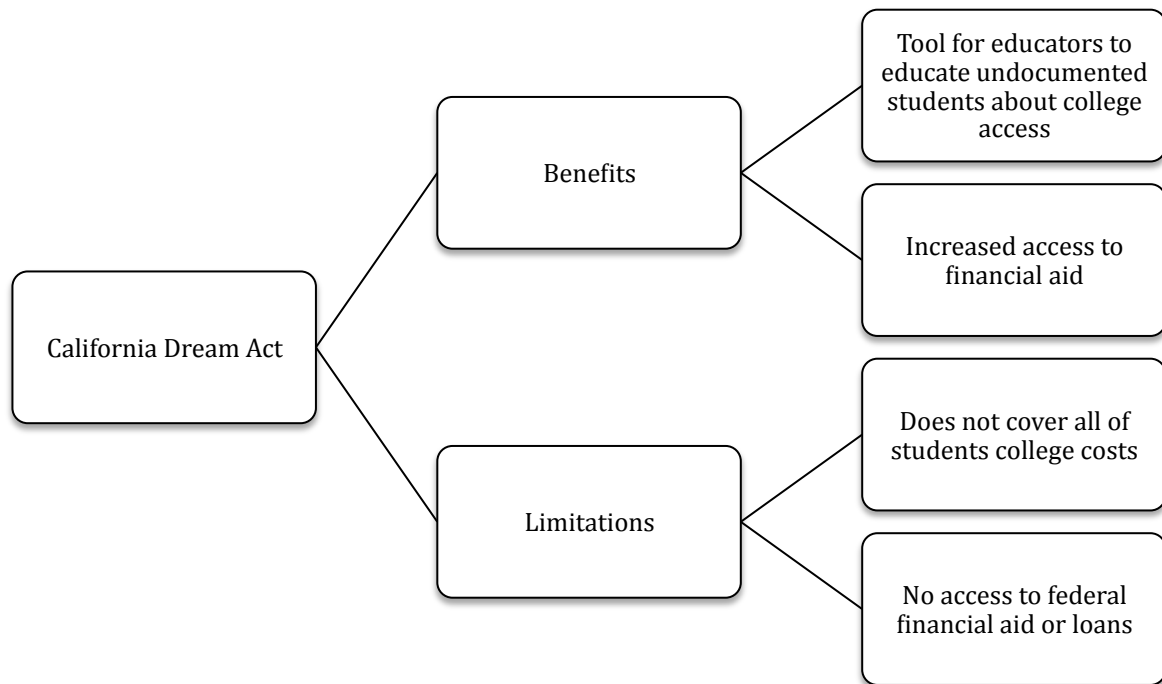 California Dream Act
Benefits
Tool for educators to
educate undocumented
students about college
access
Increased access to
financial aid
Limitations
Does not cover all of
students college costs
No access to federal
financial aid or loans